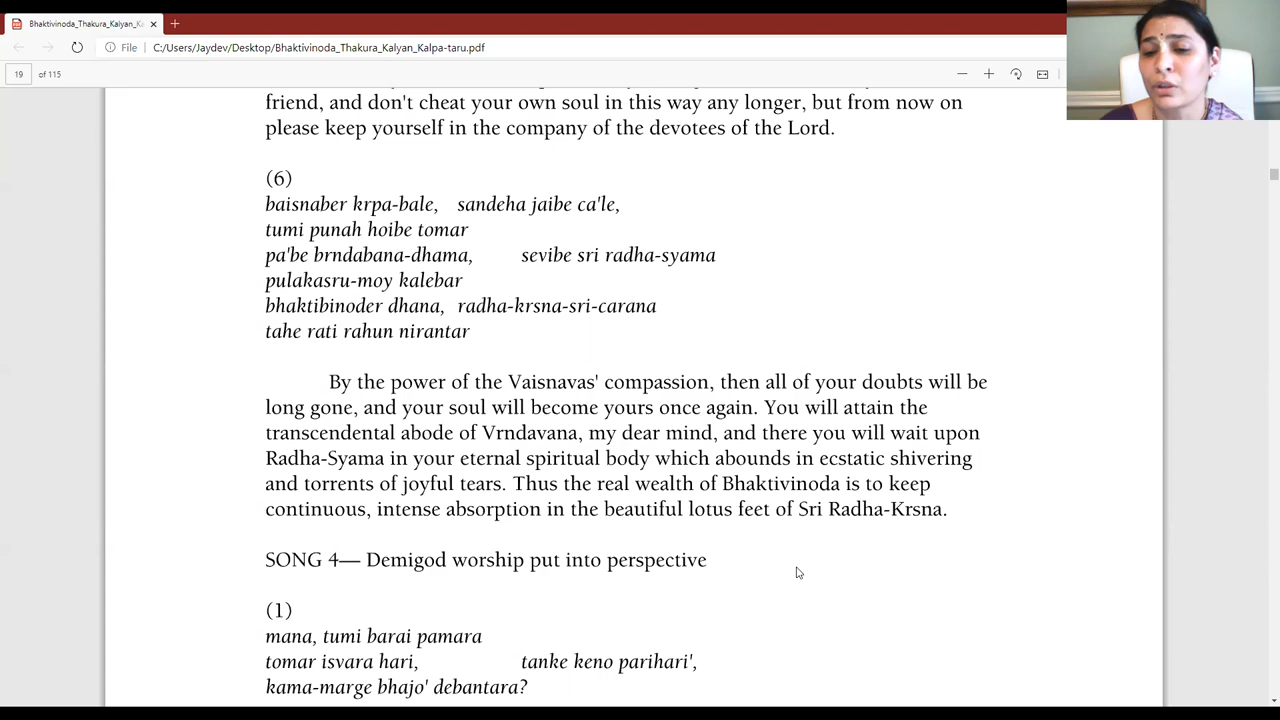 Bhaktivinoda_Thakura_Kalyan_K
File C:/Users/Jaydev/Desktop/Bhaktivinoda_Thakura_Kalyan_Kalpa-taru.pdf
19 of 115
friend, and don't cheat your own soul in this way any longer, but from now on
please keep yourself in the company of the devotees of the Lord.
(6)
baisnaber krpa-bale, sandeha jaibe ca'le,
tumi punah hoibe tomar
pa'be brndabana-dhama, sevibe sri radha-syama
pulakasru-moy kalebar
bhaktibinoder dhana, radha-krsna-sri-carana
tahe rati rahun nirantar
By the power of the Vaisnavas' compassion, then all of your doubts will be
long gone, and your soul will become yours once again. You will attain the
transcendental abode of Vrndavana, my dear mind, and there you will wait upon
Radha-Syama in your eternal spiritual body which abounds in ecstatic shivering
and torrents of joyful tears. Thus the real wealth of Bhaktivinoda is to keep
continuous, intense absorption in the beautiful lotus feet of Sri Radha-Krsna.
SONG 4— Demigod worship put into perspective
(1)
mana, tumi barai pamara
tomar isvara hari, tanke keno parihari',
kama-marge bhajo' debantara?